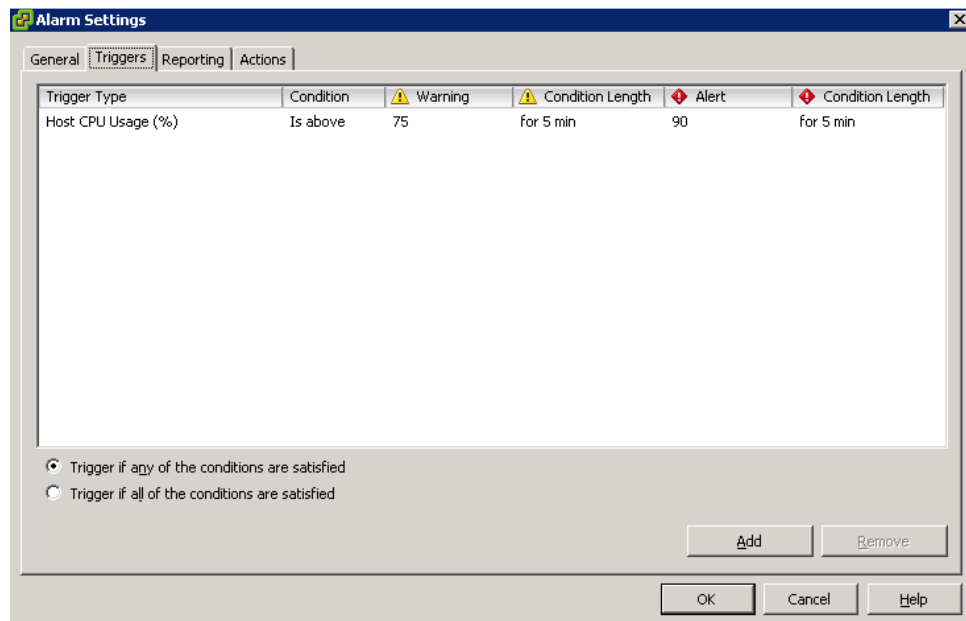 Alarm Settings
General Triggers Reporting Actions
Trigger Type Condition Warning Condition Length Alert Condition Length
Host CPU Usage (%) Is above 75 for 5 min 90 for 5 min
Trigger if any of the conditions are satisfied
Trigger if all of the conditions are satisfied
Add Remove
OK Cancel Help